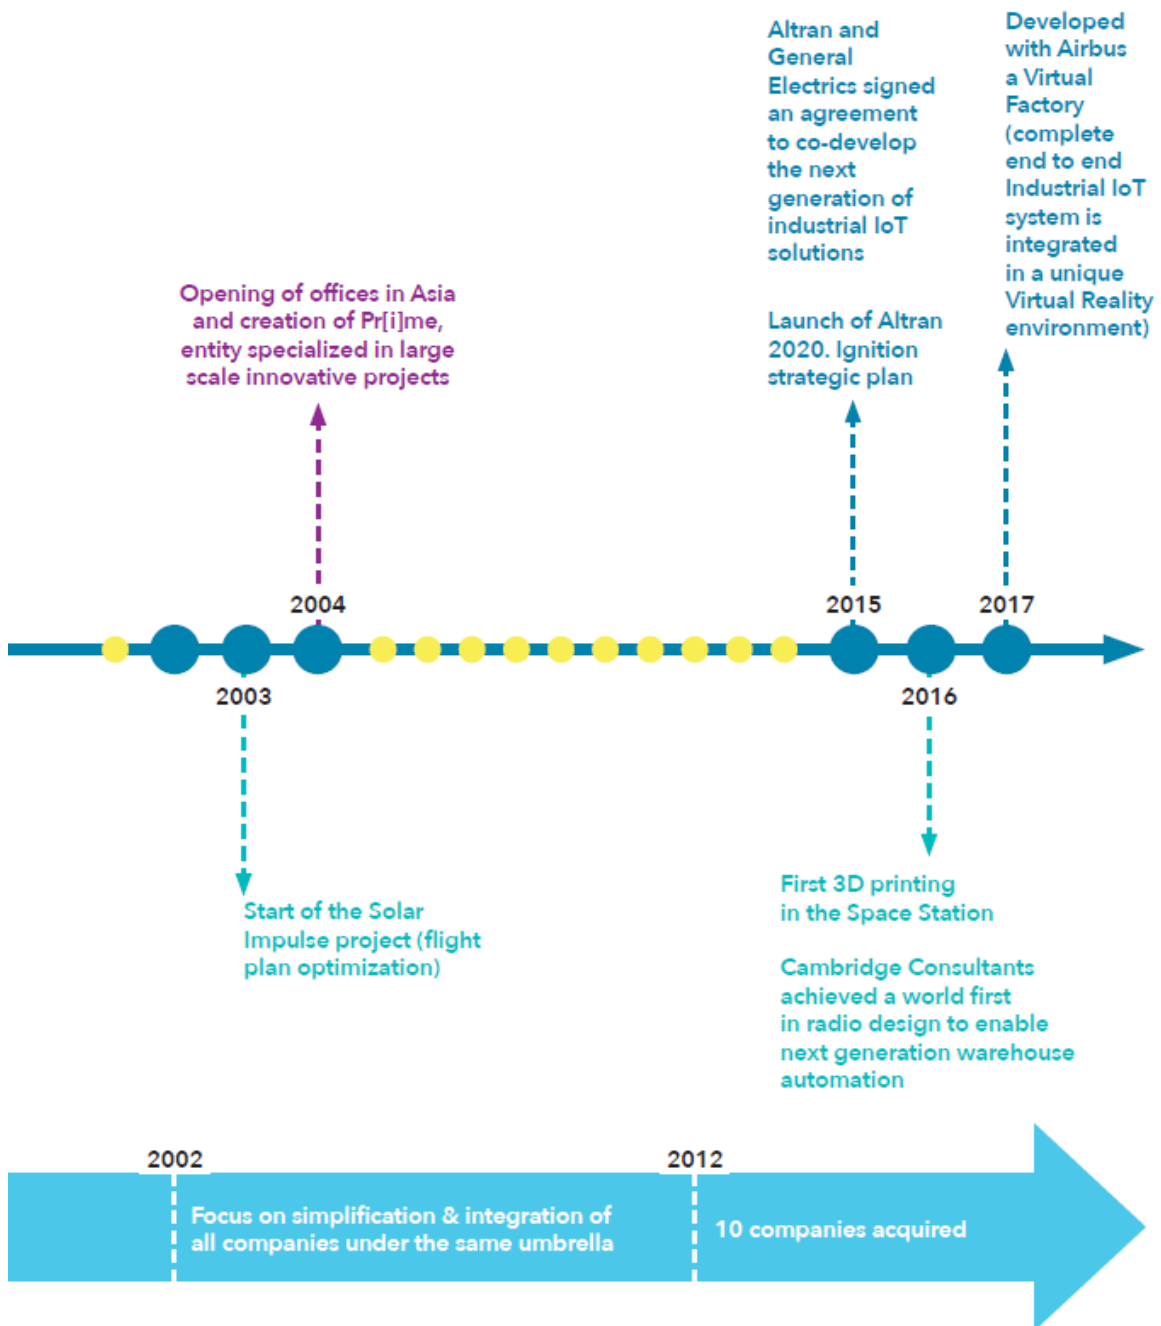 Altran and
General
Electrics signed
an agreement
to co-develop
the next
generation of
industrial IoT
solutions
Launch of Altran
2020. Ignition
strategic plan
Developed
with Airbus
a Virtual
Factory
(complete
end to end
Industrial IoT
system is
integrated
in a unique
Virtual Reality
environment)
Opening of offices in Asia
and creation of Pr[i]me,
entity specialized in large
scale innovative projects
2004
2015
2017
2003
2016
Start of the Solar
Impulse project (flight
plan optimization)
First 3D printing
in the Space Station
Cambridge Consultants
achieved a world first
in radio design to enable
next generation warehouse
automation
2002
2012
Focus on simplification & integration of
all companies under the same umbrella
10 companies acquired